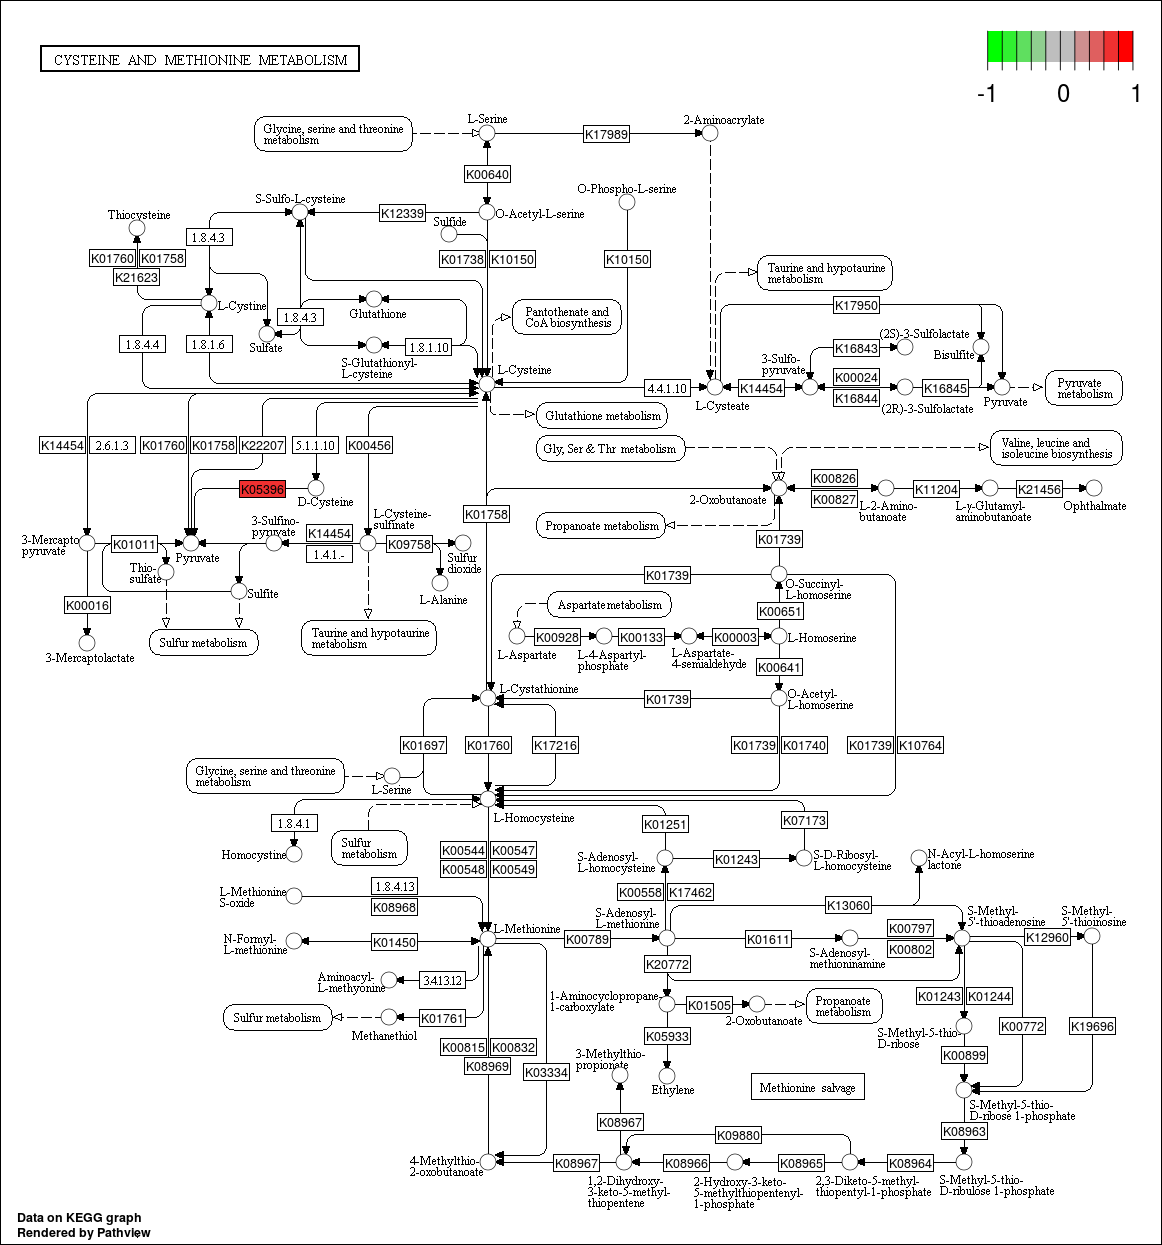 CYSTEINE AND METHIONINE METABOLISM
-1 0 1
Glycine, serine and threonine
metabolism
L-Serine
K17989
2-Aminoacrylate
K00640
S-Sulfo-L-cysteine
O-Phospho-L-serine
Thiocysteine
K12339
O-Acetyl-L-serine
Sulfide
1.8.4.3
K01760
K01758
K21623
K01738
K10150
K10150
Taurine and hypotaurine
metabolism
L-Cystine
Glutathione
1.8.4.3
Pantothenate and
CoA biosynthesis
K17950
1.8.4.4
1.8.1.6
Sulfate
1.8.1.10
S-Glutathionyl-
L-cysteine
(2S)-3-Sulfolactate
K16843
Bisulfite
3-Sulfo-
pyruvate
L-Cysteine
4.4.1.10
K14454
K00024
K16844
K16845
L-Cysteate
(2R)-3-Sulfolactate
Pyruvate
Pyruvate
metabolism
Glutathione metabolism
K14454
2.6.1.3
K01760
K01758
K22207
5.1.1.10
K00456
Gly, Ser & Thr metabolism
Valine, leucine and
isoleucine biosynthesis
K05396
D-Cysteine
2-Oxobutanoate
K00826
K00827
K11204
K21456
L-2-Amino-
butanoate
L-γ-Glutamyl-
aminobutanoate
Ophthalmate
K01758
Propanoate metabolism
3-Mercapto
pyruvate
K01011
Pyruvate
3-Sulfino-
pyruvate
K14454
1.4.1.-
L-Cysteine-
sulfinate
K09758
Sulfur
dioxide
K01739
Thio-
sulfate
Sulfite
L-Alanine
K01739
O-Succinyl-
L-homoserine
K00016
Aspartate metabolism
K00651
Sulfur metabolism
Taurine and hypotaurine
metabolism
3-Mercaptolactate
L-Aspartate
K00928
L-4-Aspartyl-
phosphate
K00133
L-Aspartate-
4-semialdehyde
K00003
L-Homoserine
K00641
L-Cystathionine
K01739
O-Acetyl-
L-homoserine
K01697
K01760
K17216
K01739
K01740
K01739
K10764
Glycine, serine and threonine
metabolism
L-Serine
L-Homocysteine
1.8.4.1
Homocystine
Sulfur
metabolism
K01251
K07173
K00544
K00547
K00548
K00549
S-Adenosyl-
L-homocysteine
K01243
S-D-Ribosyl-
L-homocysteine
N-Acyl-L-homoserine
lactone
L-Methionine
S-oxide
1.8.4.13
K08968
K00558
K17462
K13060
S-Adenosyl-
L-methionine
S-Methyl-
5'-thioadenosine
S-Methyl-
5'-thioinosine
N-Formyl-
L-methionine
K01450
L-Methionine
K00789
K01611
S-Adenosyl-
methioninamine
K00797
K00802
K12960
K20772
Aminoacyl-
L-methyonine
3.4.13.12
Sulfur metabolism
Methanethiol
K01761
1-Aminocyclopropane-
1-carboxylate
K01505
2-Oxobutanoate
Propanoate
metabolism
K01243
K01244
K00772
K19696
S-Methyl-5-thio-
D-ribose
K05933
K00815
K00832
K08969
K03334
K00899
3-Methylthio-
propionate
Ethylene
Methionine salvage
S-Methyl-5-thio-
D-ribose 1-phosphate
K08967
K09880
K08963
4-Methylthio-
2-oxobutanoate
K08967
K08966
K08965
K08964
1,2-Dihydroxy-
3-keto-5-methyl-
thiopentene
2-Hydroxy-3-keto-
5-methylthiopentenyl-
1-phosphate
2,3-Diketo-5-methyl-
thiopentyl-1-phosphate
S-Methyl-5-thio-
D-ribulose 1-phosphate
Data on KEGG graph
Rendered by Pathview